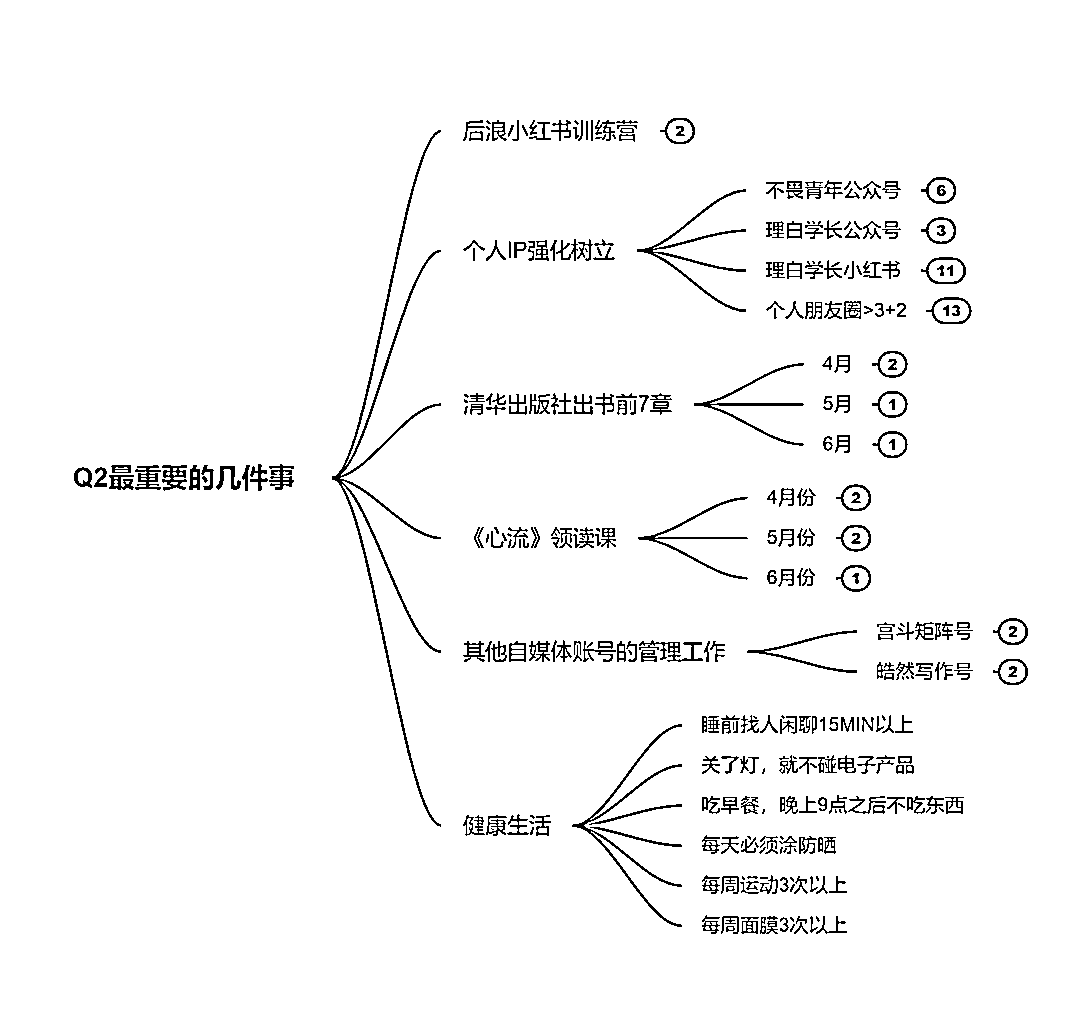 Q2最重要的几件事
后浪小红书训练营 2
个人IP强化树立
不畏青年公众号 6
理白学长公众号 3
理白学长小红书 11
个人朋友圈>3+2 13
清华出版社出书前7章
4月 2
5月 1
6月 1
《心流》领读课
4月份 2
5月份 2
6月份 1
其他自媒体账号的管理工作
宫斗矩阵号 2
皓然写作号 2
健康生活
睡前找人闲聊15MIN以上
关了灯，就不碰电子产品
吃早餐，晚上9点之后不吃东西
每天必须涂防晒
每周运动3次以上
每周面膜3次以上